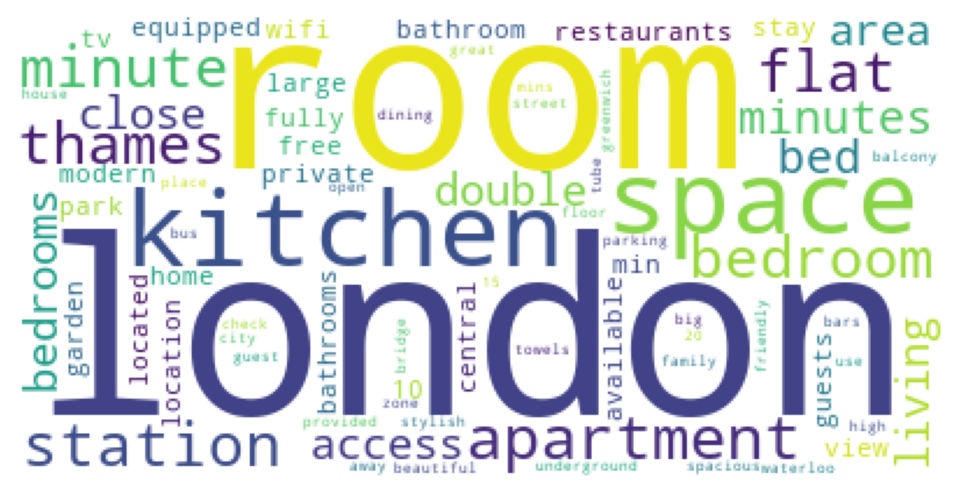 equipped
wifi
bathroom
restaurants
stay
area
tv
great
room
minute
large
flat
house
mins
street
close
fully
dining
greenwich
minutes
thames
free
bed
balcony
modern
private
tube
place
open
double
space
bedrooms
park
kitchen
floor
bus
parking
bedroom
home
min
london
garden
located
location
bathrooms
central
15
available
friendly
check
city
guest
bridge
10
zone
towels
big
20
family
bars
use
guests
living
station
provided
stylish
access
apartment
high
view
away
beautiful
underground
spacious
waterloo